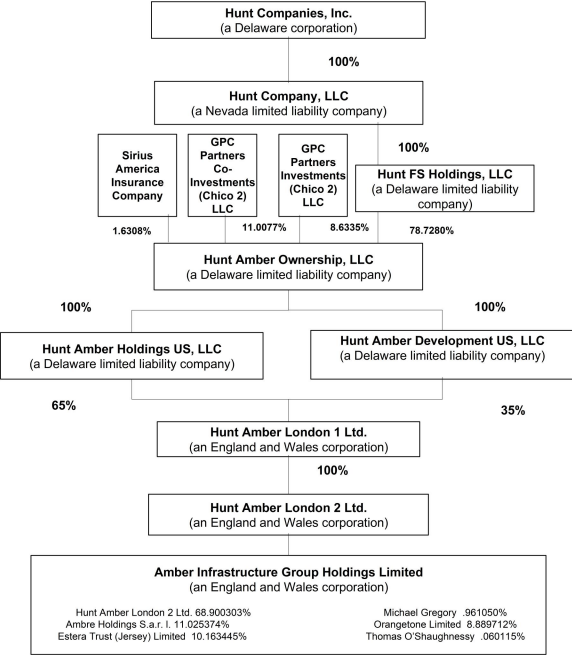 Hunt Companies, Inc.
(a Delaware corporation)
100%
Hunt Company, LLC
(a Nevada limited liability company)
100%
Sirius
America
Insurance
Company
GPC
Partners
Co-
Investments
(Chico 2)
LLC
GPC
Partners
Investments
(Chico 2)
LLC
Hunt FS Holdings, LLC
(a Delaware limited liability
company)
1.6308%
11.0077%
8.6335%
78.7280%
Hunt Amber Ownership, LLC
(a Delaware limited liability company)
100%
100%
Hunt Amber Holdings US, LLC
(a Delaware limited liability company)
Hunt Amber Development US, LLC
(a Delaware limited liability company)
65%
35%
Hunt Amber London 1 Ltd.
(an England and Wales corporation)
100%
Hunt Amber London 2 Ltd.
(an England and Wales corporation)
Amber Infrastructure Group Holdings Limited
(an England and Wales corporation)
Hunt Amber London 2 Ltd. 68.900303%
Ambre Holdings S.a r. l. 11.025374%
Estera Trust (Jersey) Limited 10.163445%
Michael Gregory .961050%
Orangetone Limited 8.889712%
Thomas O'Shaughnessy .060115%